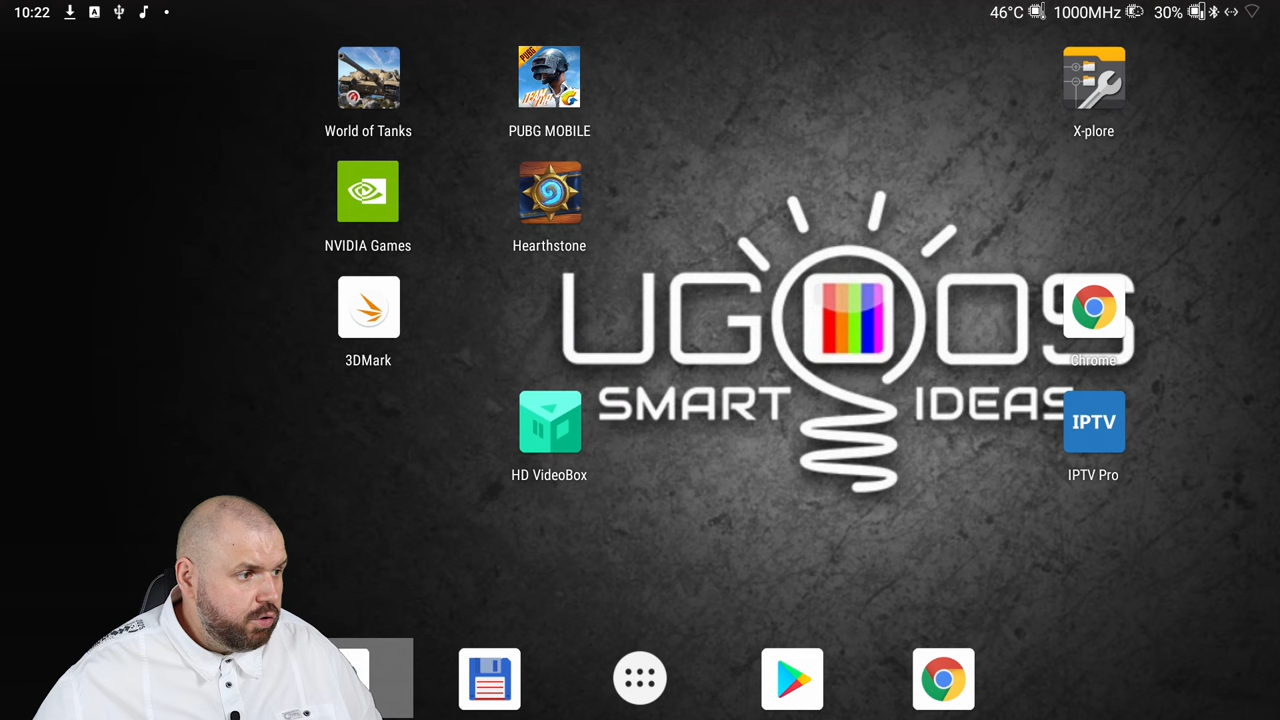 10:22
46°C 1000MHz 30%
World of Tanks
PUBG MOBILE
X-plore
NVIDIA Games
Hearthstone
UGOOS
SMART IDEAS
3DMark
Chrome
HD VideoBox
IPTV
IPTV Pro